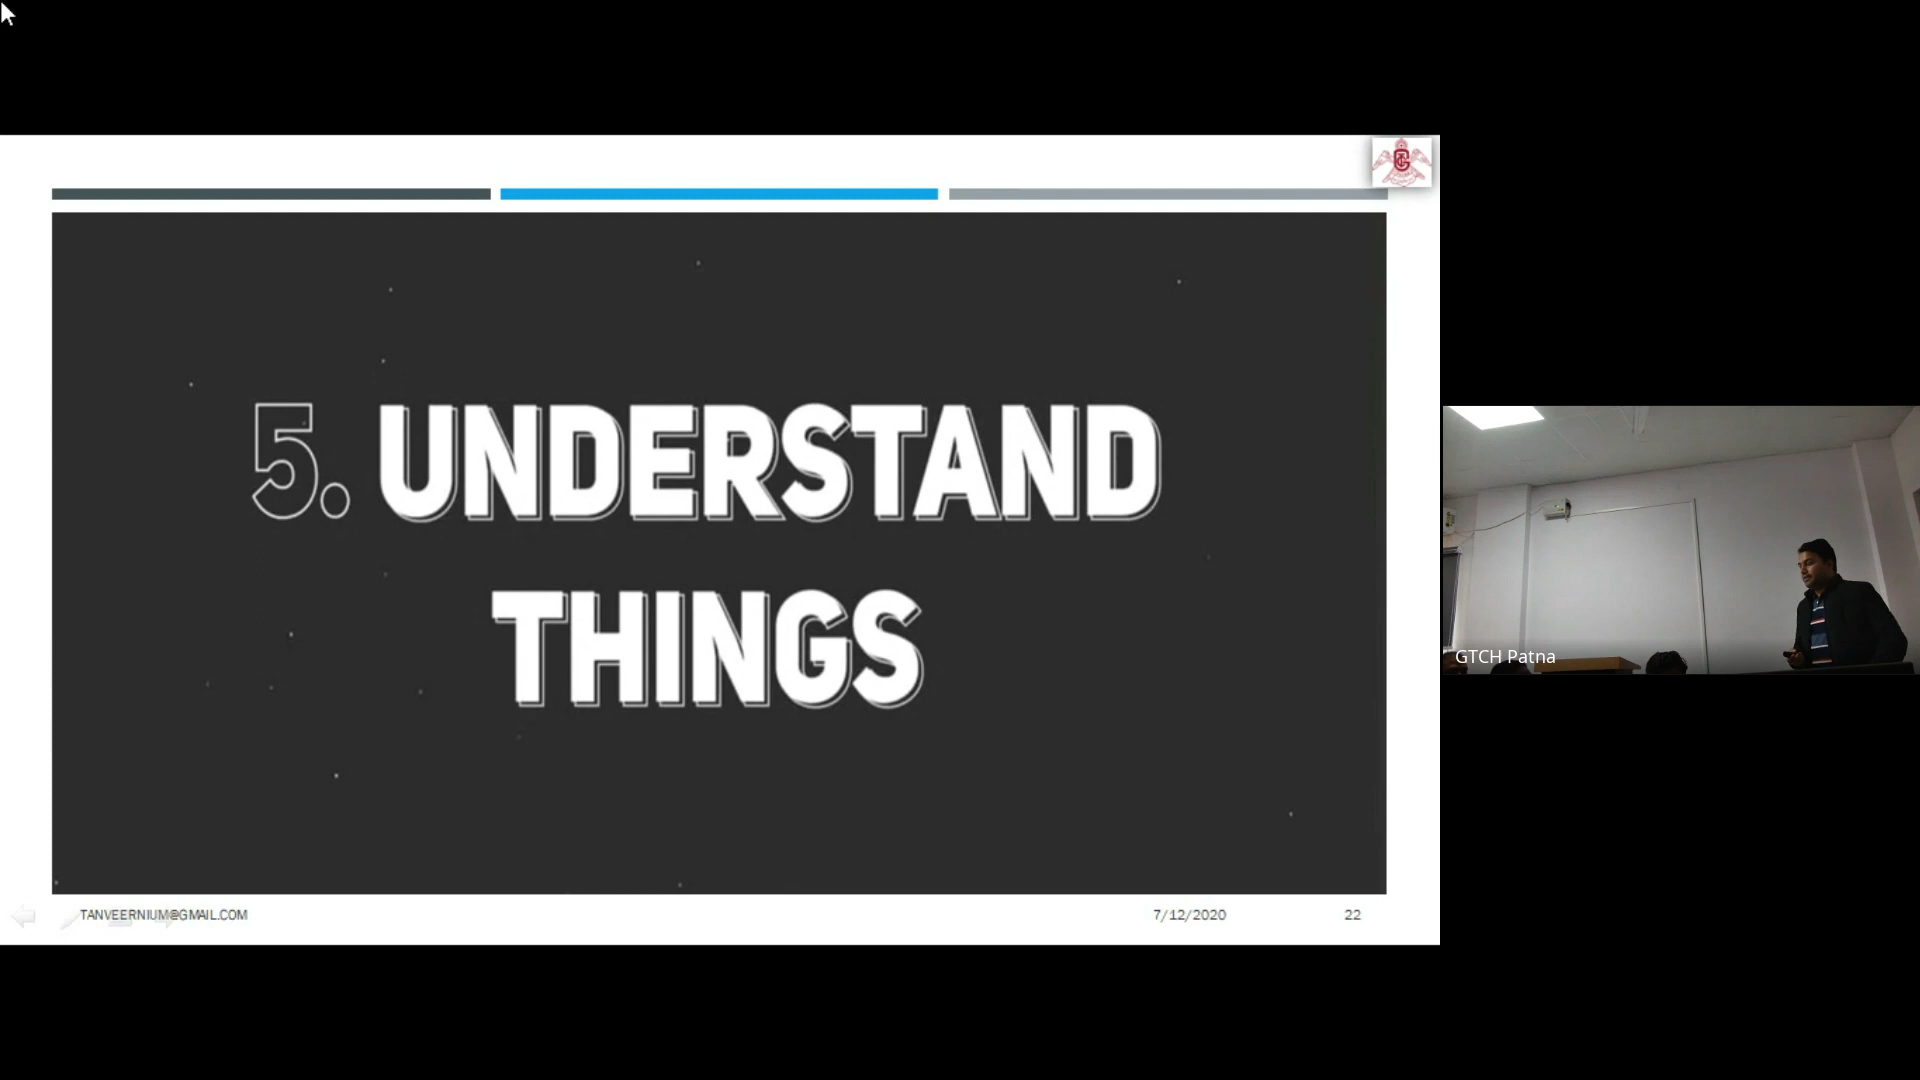 5. UNDERSTAND
THINGS
TANVEERNIUM@GMAIL.COM
7/12/2020
22
GTCH Patna